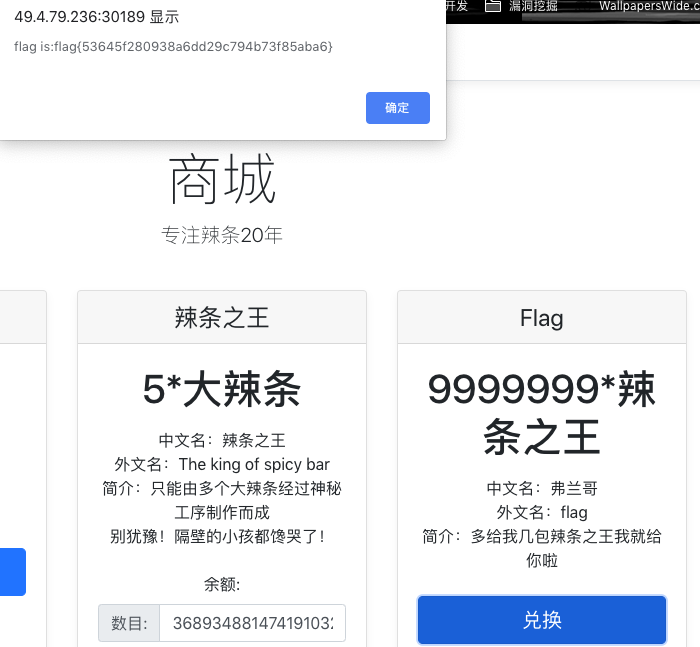 49.4.79.236:30189 显示
flag is:flag{53645f280938a6dd29c794b73f85aba6}
确定
开发 漏洞挖掘 WallpapersWide.c
商城
专注辣条20年
辣条之王
5*大辣条
中文名：辣条之王
外文名：The king of spicy bar
简介：只能由多个大辣条经过神秘
工序制作而成
别犹豫！隔壁的小孩都馋哭了！
余额:
数目: 36893488147419103
Flag
9999999*辣
条之王
中文名：弗兰哥
外文名：flag
简介：多给我几包辣条之王我就给
你啦
兑换